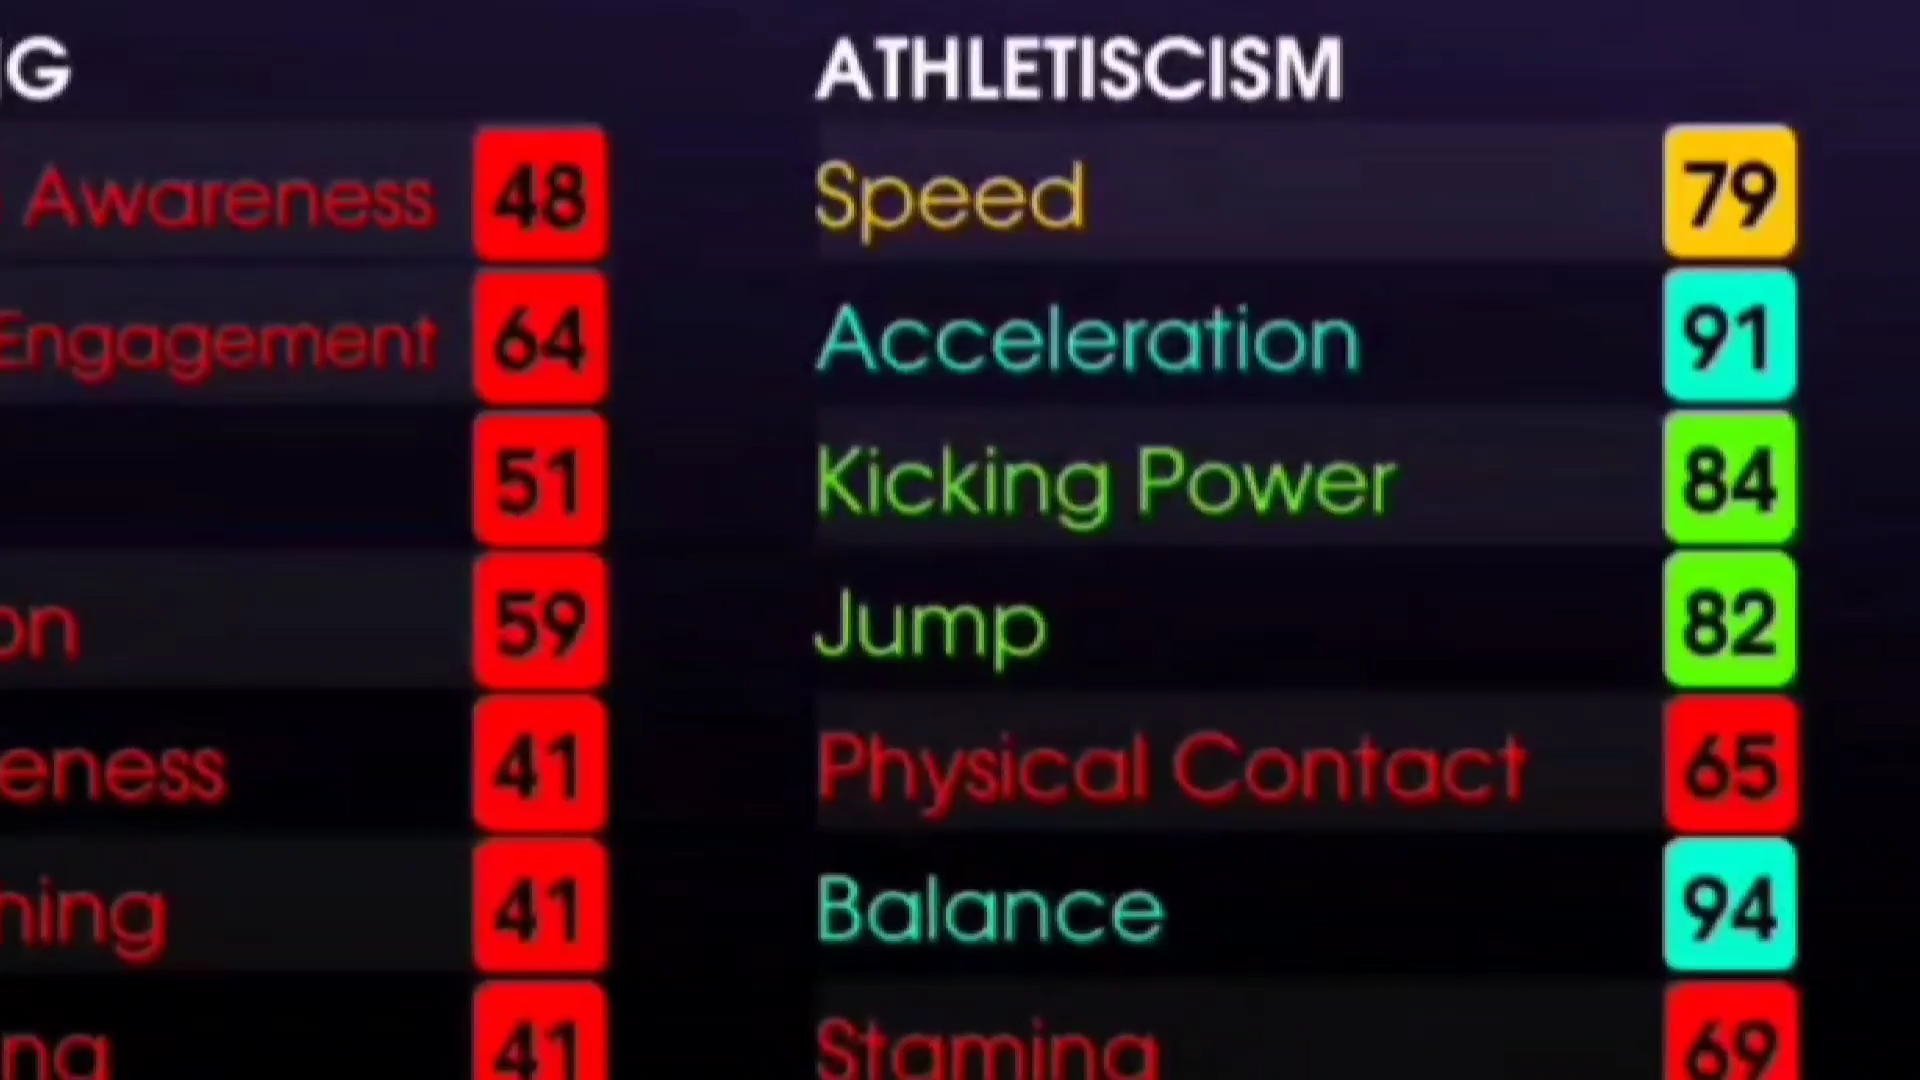 G ATHLETISCISM
Awareness 48 Speed 79
Engagement 64 Acceleration 91
51 Kicking Power 84
on 59 Jump 82
eness 41 Physical Contact 65
ning 41 Balance 94
ng 41 Stamina 69